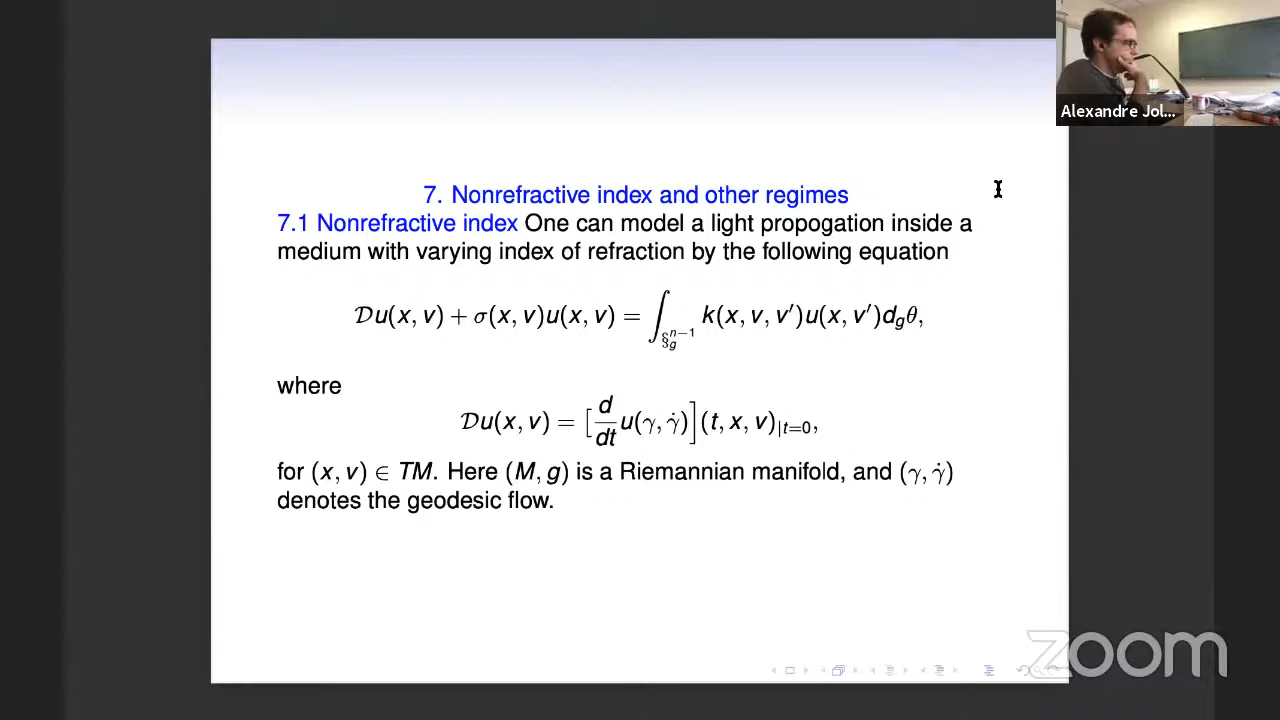 Alexandre Jol...
7. Nonrefractive index and other regimes
7.1 Nonrefractive index One can model a light propogation inside a
medium with varying index of refraction by the following equation
𝒟u(x, v) + σ(x, v)u(x, v) = ∫_{§_g^{n−1}} k(x, v, v′)u(x, v′)d_gθ,
where
𝒟u(x, v) = [d/dt u(γ, γ̇)](t, x, v)_{|t=0},
for (x, v) ∈ TM. Here (M, g) is a Riemannian manifold, and (γ, γ̇)
denotes the geodesic flow.
zoom